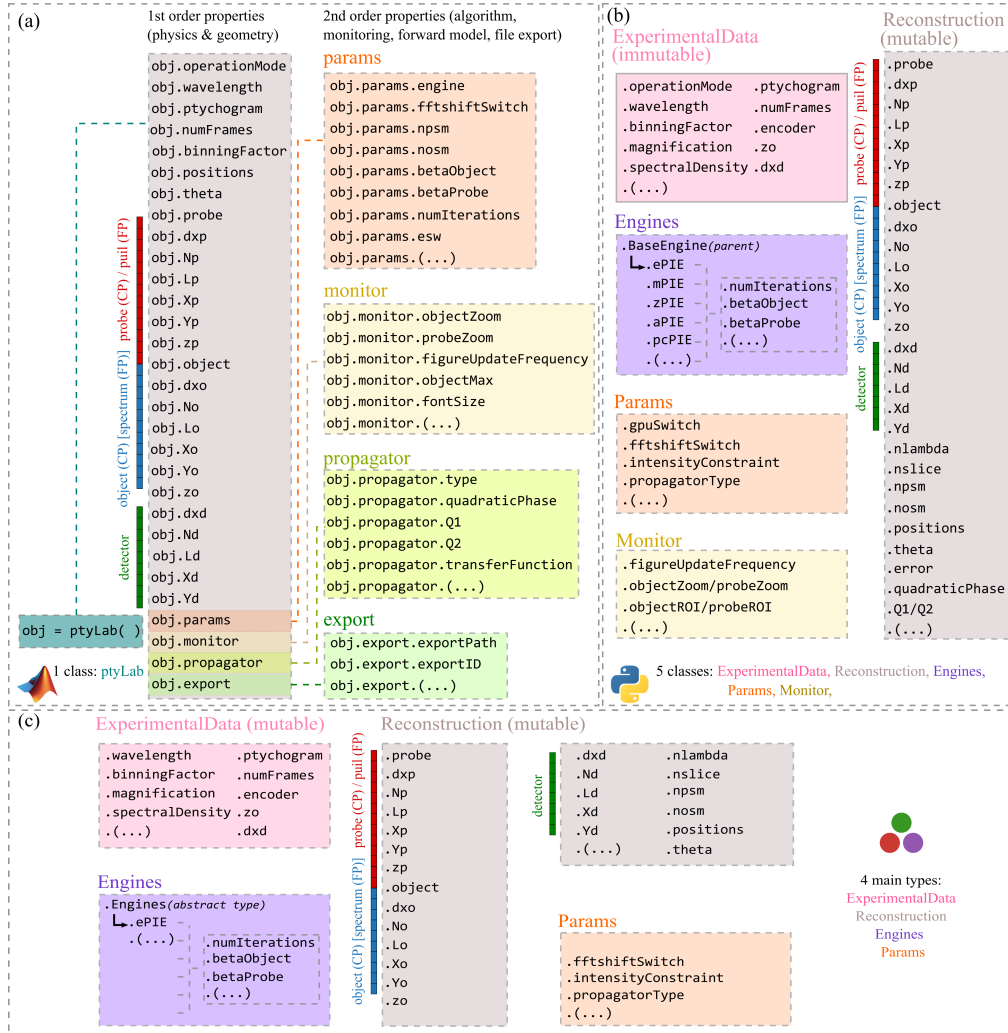 (a)
1st order properties
(physics & geometry)
2nd order properties (algorithm,
monitoring, forward model, file export)
obj.operationMode
obj.wavelength
obj.ptychogram
obj.numFrames
obj.binningFactor
obj.positions
obj.theta
obj.probe
obj.dxp
obj.Np
obj.Lp
obj.Xp
obj.Yp
obj.zp
obj.object
obj.dxo
obj.No
obj.Lo
obj.Xo
obj.Yo
obj.zo
obj.dxd
obj.Nd
obj.Ld
obj.Xd
obj.Yd
obj.params
obj.monitor
obj.propagator
obj.export
probe (CP) / puil (FP)
object (CP) [spectrum (FP)]
detector
obj = ptyLab( )
1 class: ptyLab
params
obj.params.engine
obj.params.fftshiftSwitch
obj.params.npsm
obj.params.nosm
obj.params.betaObject
obj.params.betaProbe
obj.params.numIterations
obj.params.esw
obj.params.(...)
monitor
obj.monitor.objectZoom
obj.monitor.probeZoom
obj.monitor.figureUpdateFrequency
obj.monitor.objectMax
obj.monitor.fontSize
obj.monitor.(...)
propagator
obj.propagator.type
obj.propagator.quadraticPhase
obj.propagator.Q1
obj.propagator.Q2
obj.propagator.transferFunction
obj.propagator.(...)
export
obj.export.exportPath
obj.export.exportID
obj.export.(...)
(b)
ExperimentalData
(immutable)
.operationMode .ptychogram
.wavelength .numFrames
.binningFactor .encoder
.magnification .zo
.spectralDensity .dxd
.(...)
Engines
.BaseEngine(parent)
.ePIE
.mPIE
.zPIE
.aPIE
.pcPIE
.(...)
.numIterations
.betaObject
.betaProbe
.(...)
Params
.gpuSwitch
.fftshiftSwitch
.intensityConstraint
.propagatorType
.(...)
Monitor
.figureUpdateFrequency
.objectZoom/probeZoom
.objectROI/probeROI
.(...)
Reconstruction
(mutable)
probe (CP) / puil (FP)
object (CP) [spectrum (FP)]
detector
.probe
.dxp
.Np
.Lp
.Xp
.Yp
.zp
.object
.dxo
.No
.Lo
.Xo
.Yo
.zo
.dxd
.Nd
.Ld
.Xd
.Yd
.nlambda
.nslice
.npsm
.nosm
.positions
.theta
.error
.quadraticPhase
.Q1/Q2
.(...)
5 classes: ExperimentalData, Reconstruction, Engines,
Params, Monitor,
(c)
ExperimentalData (mutable)
.wavelength .ptychogram
.binningFactor .numFrames
.magnification .encoder
.spectralDensity .zo
.(...) .dxd
Engines
.Engines(abstract type)
.ePIE
.(...)
.numIterations
.betaObject
.betaProbe
.(...)
Reconstruction (mutable)
probe (CP) / puil (FP)
object (CP) [spectrum (FP)]
.probe
.dxp
.Np
.Lp
.Xp
.Yp
.zp
.object
.dxo
.No
.Lo
.Xo
.Yo
.zo
detector
.dxd .nlambda
.Nd .nslice
.Ld .npsm
.Xd .nosm
.Yd .positions
.(...) .theta
Params
.fftshiftSwitch
.intensityConstraint
.propagatorType
.(...)
4 main types:
ExperimentalData
Reconstruction
Engines
Params